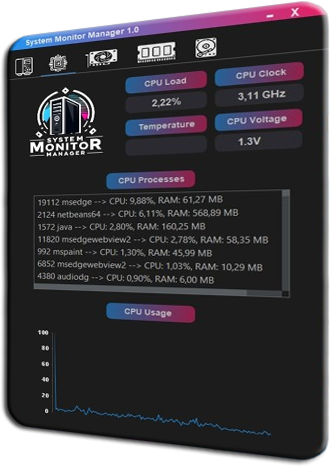 System Monitor Manager 1.0
X
CPU Load
CPU Clock
2,22%
3,11 GHz
Temperature
CPU Voltage
1.3V
SYSTEM
MONITOR
MANAGER
CPU Processes
19112 msedge --> CPU: 9,88%, RAM: 61,27 MB
2124 netbeans64 --> CPU: 6,11%, RAM: 568,89 MB
1572 java --> CPU: 2,80%, RAM: 160,25 MB
11820 msedgewebview2 --> CPU: 2,78%, RAM: 58,35 MB
992 mspaint --> CPU: 1,30%, RAM: 45,99 MB
6852 msedgewebview2 --> CPU: 1,03%, RAM: 10,29 MB
4380 audiodg --> CPU: 0,90%, RAM: 6,00 MB
CPU Usage
100
80
60
40
20
0